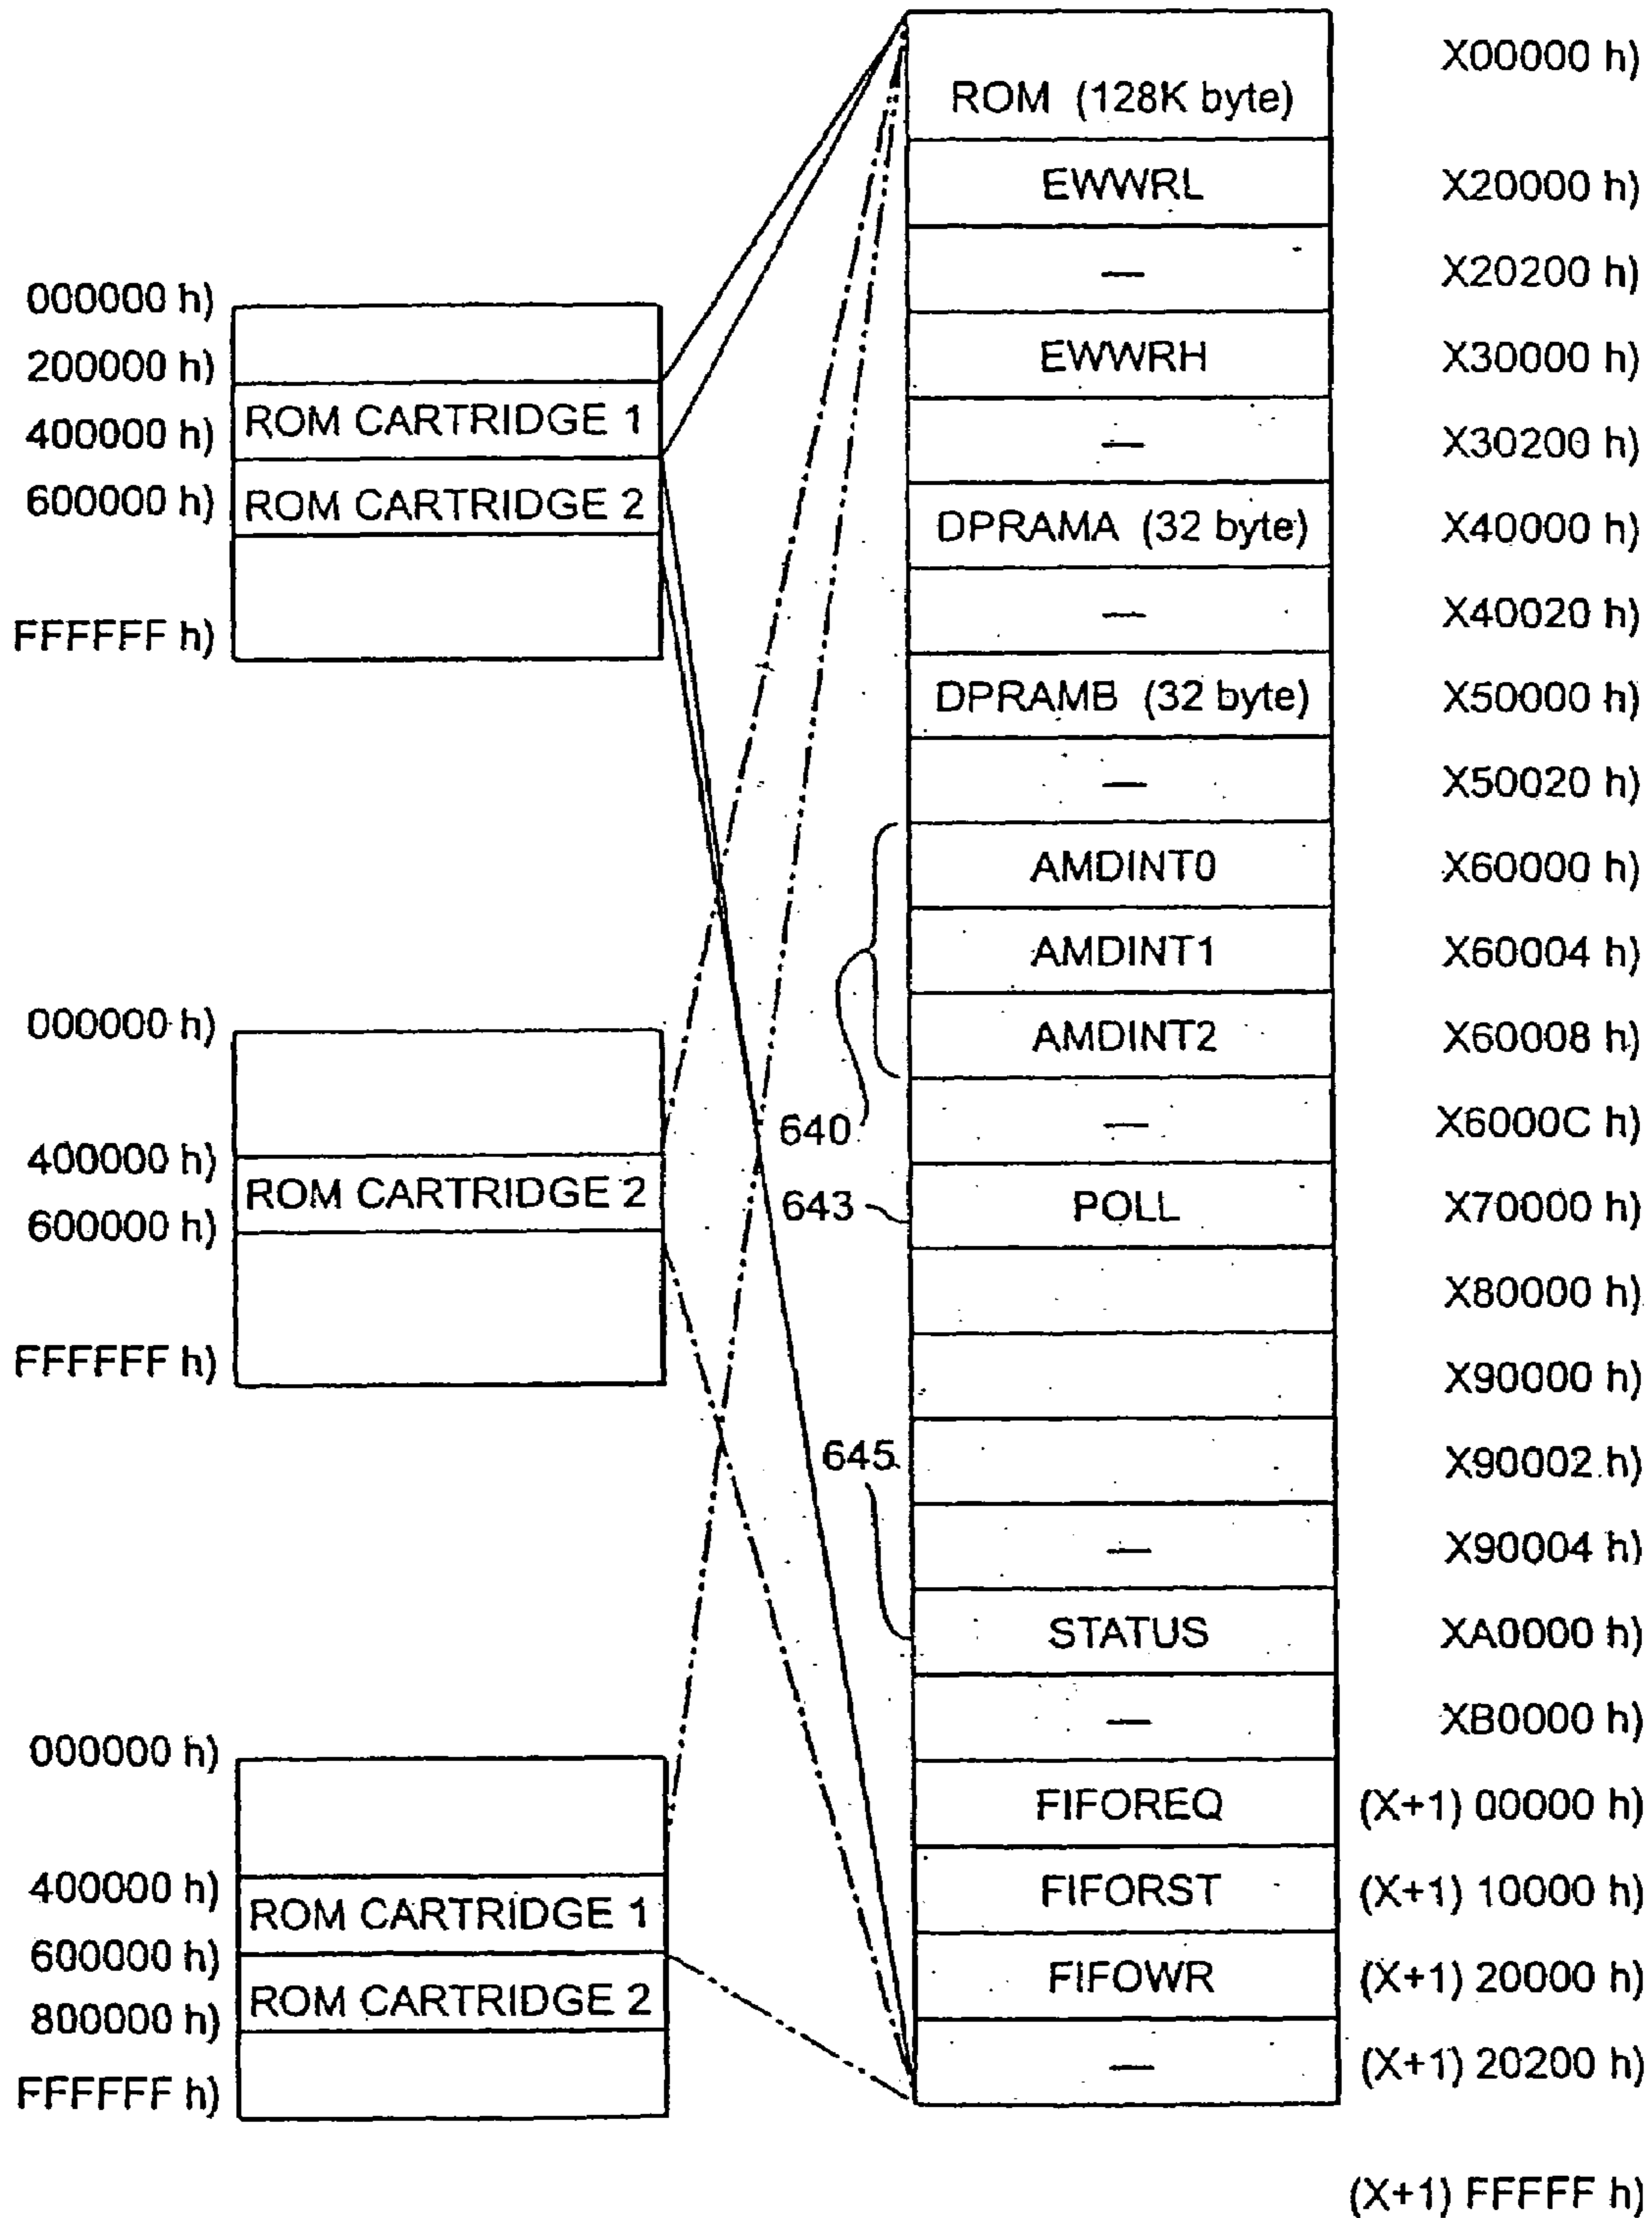 000000 h)
200000 h)
ROM CARTRIDGE 1
400000 h)
ROM CARTRIDGE 2
600000 h)
FFFFFF h)
000000 h)
400000 h)
ROM CARTRIDGE 2
600000 h)
FFFFFF h)
000000 h)
400000 h)
ROM CARTRIDGE 1
600000 h)
ROM CARTRIDGE 2
800000 h)
FFFFFF h)
640
643
645
X00000 h)
ROM (128K byte)
EWWRL X20000 h)
— X20200 h)
EWWRH X30000 h)
— X30200 h)
DPRAMA (32 byte) X40000 h)
— X40020 h)
DPRAMB (32 byte) X50000 h)
— X50020 h)
AMDINT0 X60000 h)
AMDINT1 X60004 h)
AMDINT2 X60008 h)
— X6000C h)
POLL X70000 h)
X80000 h)
X90000 h)
X90002 h)
— X90004 h)
STATUS XA0000 h)
— XB0000 h)
FIFOREQ (X+1) 00000 h)
FIFORST (X+1) 10000 h)
FIFOWR (X+1) 20000 h)
— (X+1) 20200 h)
(X+1) FFFFF h)